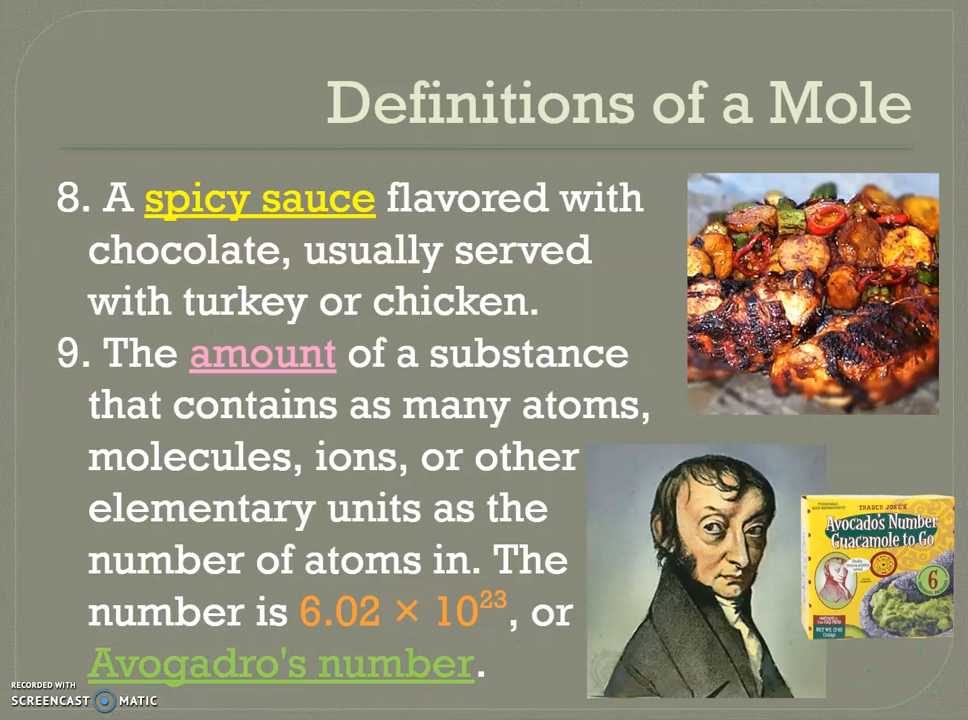 Definitions of a Mole
8. A spicy sauce flavored with
chocolate, usually served
with turkey or chicken.
9. The amount of a substance
that contains as many atoms,
molecules, ions, or other
elementary units as the
number of atoms in. The
number is 6.02 × 10²³, or
Avogadro's number.
TRADER JOE'S
Avocado's Number
Guacamole to Go
6
RECORDED WITH
SCREENCAST MATIC